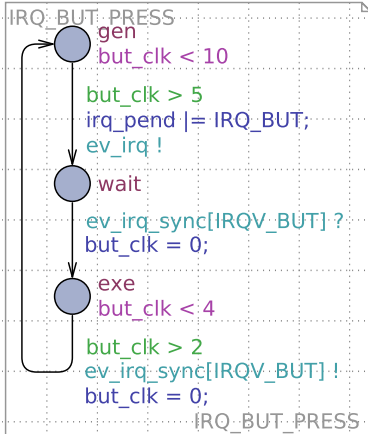 IRQ_BUT_PRESS
gen
but_clk < 10
but_clk > 5
irq_pend |= IRQ_BUT;
ev_irq !
wait
ev_irq_sync[IRQV_BUT] ?
but_clk = 0;
exe
but_clk < 4
but_clk > 2
ev_irq_sync[IRQV_BUT] !
but_clk = 0;
IRQ_BUT_PRESS